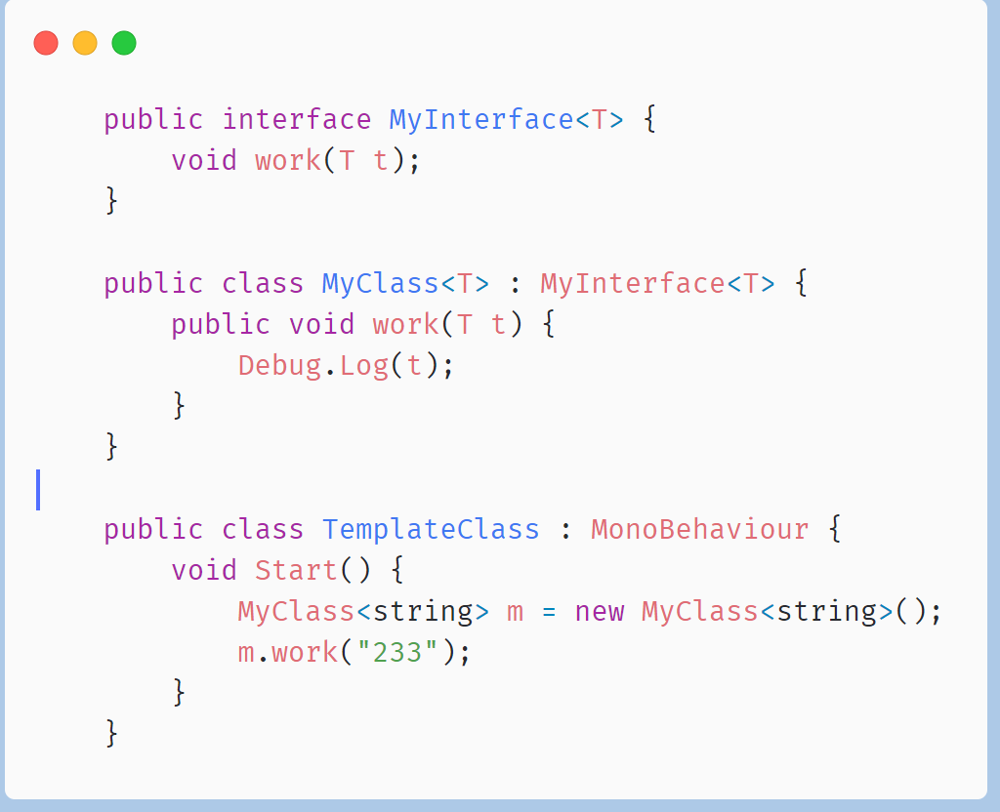 public interface MyInterface<T> {
    void work(T t);
}

public class MyClass<T> : MyInterface<T> {
    public void work(T t) {
        Debug.Log(t);
    }
}

public class TemplateClass : MonoBehaviour {
    void Start() {
        MyClass<string> m = new MyClass<string>();
        m.work("233");
    }
}